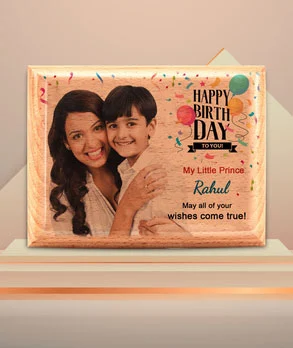 HAPPY
BIRTH
DAY
TO YOU!
My Little Prince
Rahul
May all of your
wishes come true!